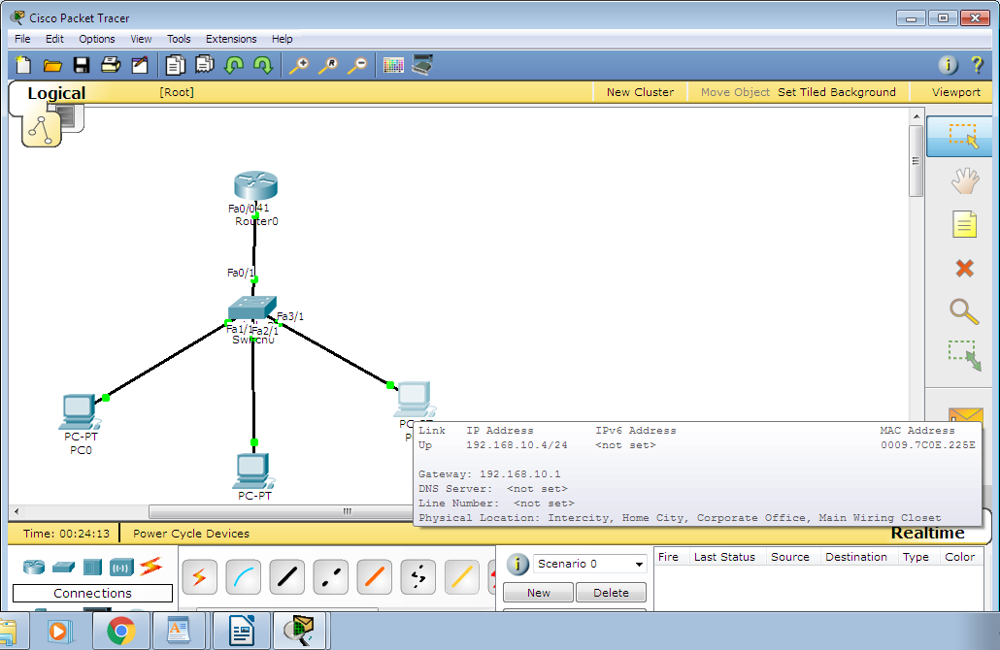 Cisco Packet Tracer
File Edit Options View Tools Extensions Help
Logical [Root] New Cluster Move Object Set Tiled Background Viewport
Fa0/0
Router0
Fa0/1
Fa3/1
Fa1/1 Fa2/1
PC-PT
PC0
PC-PT
Link IP Address IPv6 Address MAC Address
Up 192.168.10.4/24 <not set> 0009.7C0E.225E
Gateway: 192.168.10.1
DNS Server: <not set>
Line Number: <not set>
Physical Location: Intercity, Home City, Corporate Office, Main Wiring Closet
Time: 00:24:13 Power Cycle Devices Realtime
Scenario 0 Fire Last Status Source Destination Type Color
New Delete
Connections